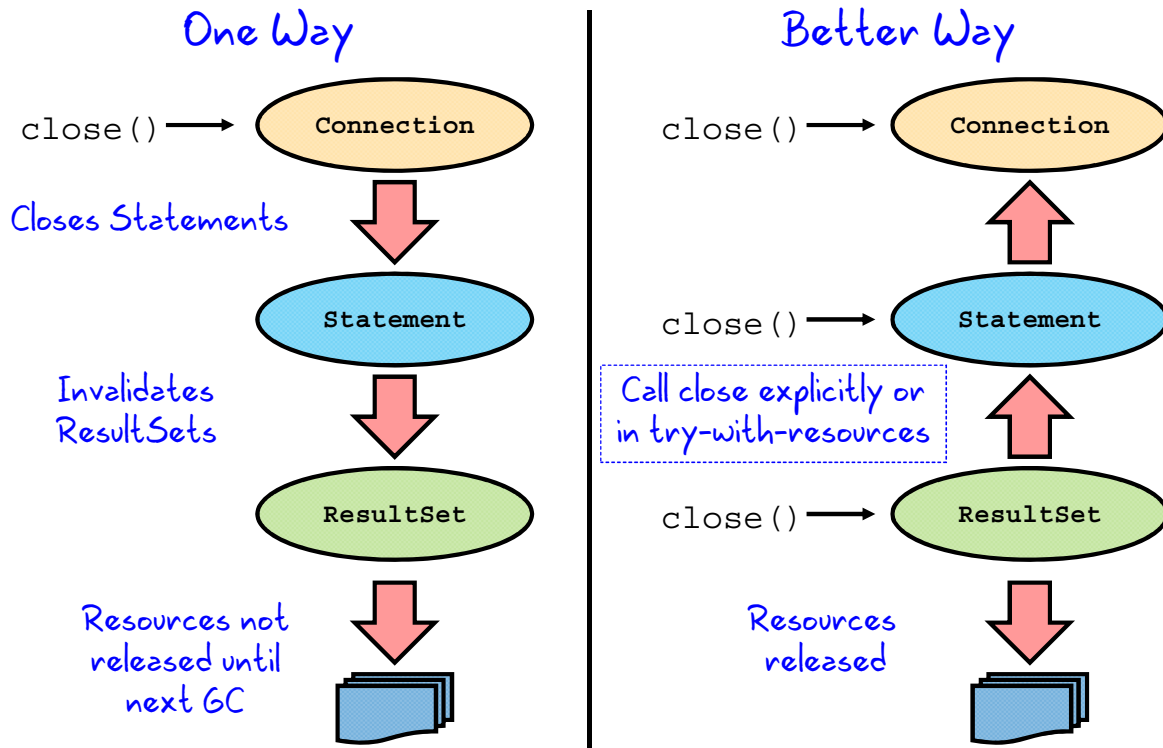 One Way
close()
Connection
Closes Statements
Statement
Invalidates
ResultSets
ResultSet
Resources not
released until
next GC
Better Way
close()
Connection
close()
Statement
Call close explicitly or
in try-with-resources
close()
ResultSet
Resources
released